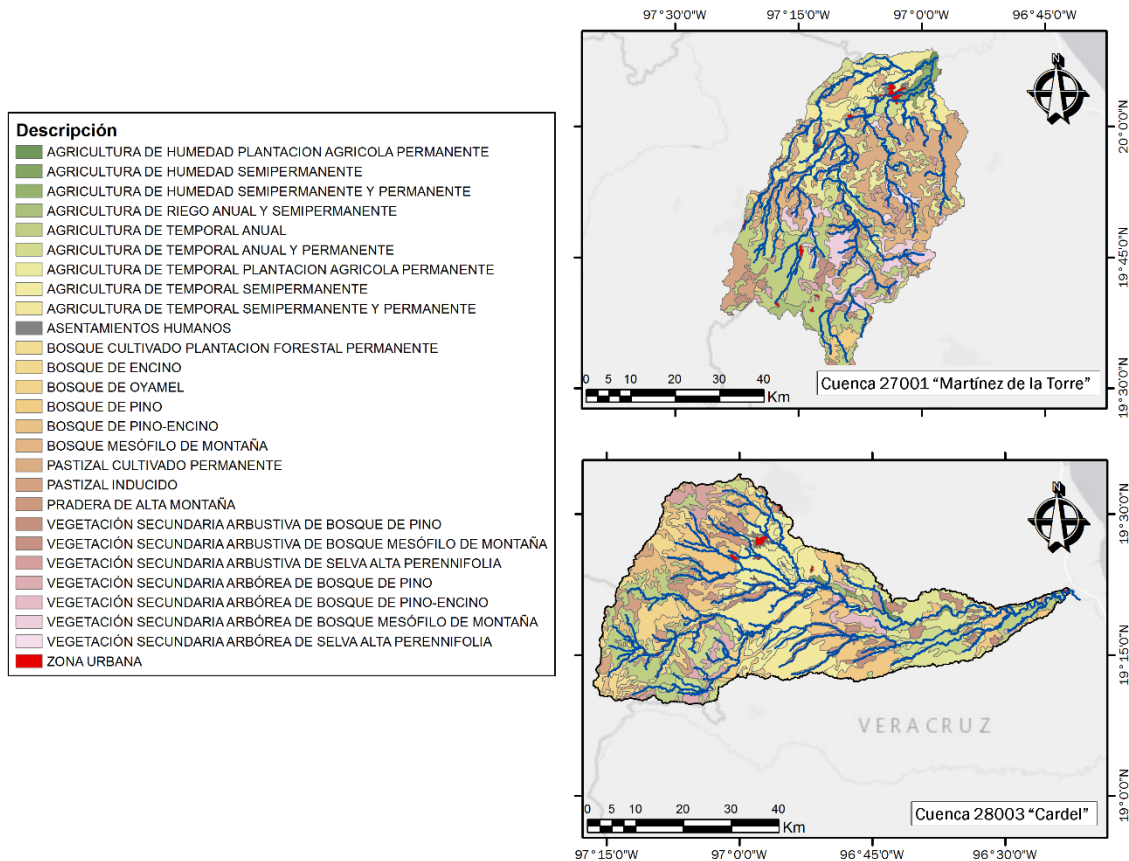 Descripción
AGRICULTURA DE HUMEDAD PLANTACION AGRICOLA PERMANENTE
AGRICULTURA DE HUMEDAD SEMIPERMANENTE
AGRICULTURA DE HUMEDAD SEMIPERMANENTE Y PERMANENTE
AGRICULTURA DE RIEGO ANUAL Y SEMIPERMANENTE
AGRICULTURA DE TEMPORAL ANUAL
AGRICULTURA DE TEMPORAL ANUAL Y PERMANENTE
AGRICULTURA DE TEMPORAL PLANTACION AGRICOLA PERMANENTE
AGRICULTURA DE TEMPORAL SEMIPERMANENTE
AGRICULTURA DE TEMPORAL SEMIPERMANENTE Y PERMANENTE
ASENTAMIENTOS HUMANOS
BOSQUE CULTIVADO PLANTACION FORESTAL PERMANENTE
BOSQUE DE ENCINO
BOSQUE DE OYAMEL
BOSQUE DE PINO
BOSQUE DE PINO-ENCINO
BOSQUE MESÓFILO DE MONTAÑA
PASTIZAL CULTIVADO PERMANENTE
PASTIZAL INDUCIDO
PRADERA DE ALTA MONTAÑA
VEGETACIÓN SECUNDARIA ARBUSTIVA DE BOSQUE DE PINO
VEGETACIÓN SECUNDARIA ARBUSTIVA DE BOSQUE MESÓFILO DE MONTAÑA
VEGETACIÓN SECUNDARIA ARBUSTIVA DE SELVA ALTA PERENNIFOLIA
VEGETACIÓN SECUNDARIA ARBÓREA DE BOSQUE DE PINO
VEGETACIÓN SECUNDARIA ARBÓREA DE BOSQUE DE PINO-ENCINO
VEGETACIÓN SECUNDARIA ARBÓREA DE BOSQUE MESÓFILO DE MONTAÑA
VEGETACIÓN SECUNDARIA ARBÓREA DE SELVA ALTA PERENNIFOLIA
ZONA URBANA
97°30'0"W 97°15'0"W 97°0'0"W 96°45'0"W
N
20°0'0"N
19°45'0"N
19°30'0"N
0 5 10 20 30 40
Km
Cuenca 27001 "Martínez de la Torre"
N
19°30'0"N
19°15'0"N
19°0'0"N
VERACRUZ
0 5 10 20 30 40
Km
Cuenca 28003 "Cardel"
97°15'0"W 97°0'0"W 96°45'0"W 96°30'0"W